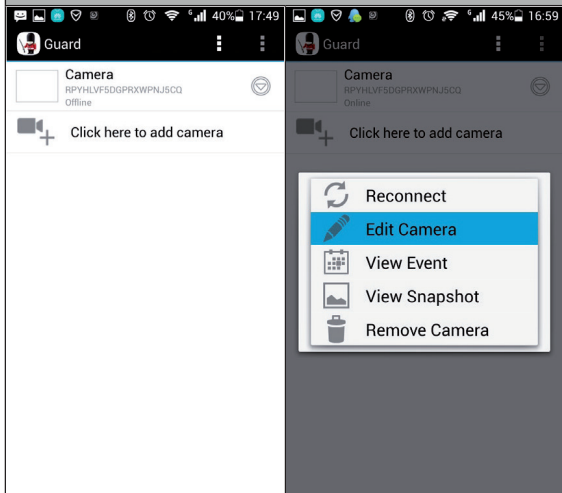 40% 17:49
Guard
Camera
RPYHLVF5DGPRXWPNJ5CQ
Offline
Click here to add camera
45% 16:59
Guard
Camera
RPYHLVF5DGPRXWPNJ5CQ
Online
Click here to add camera
Reconnect
Edit Camera
View Event
View Snapshot
Remove Camera